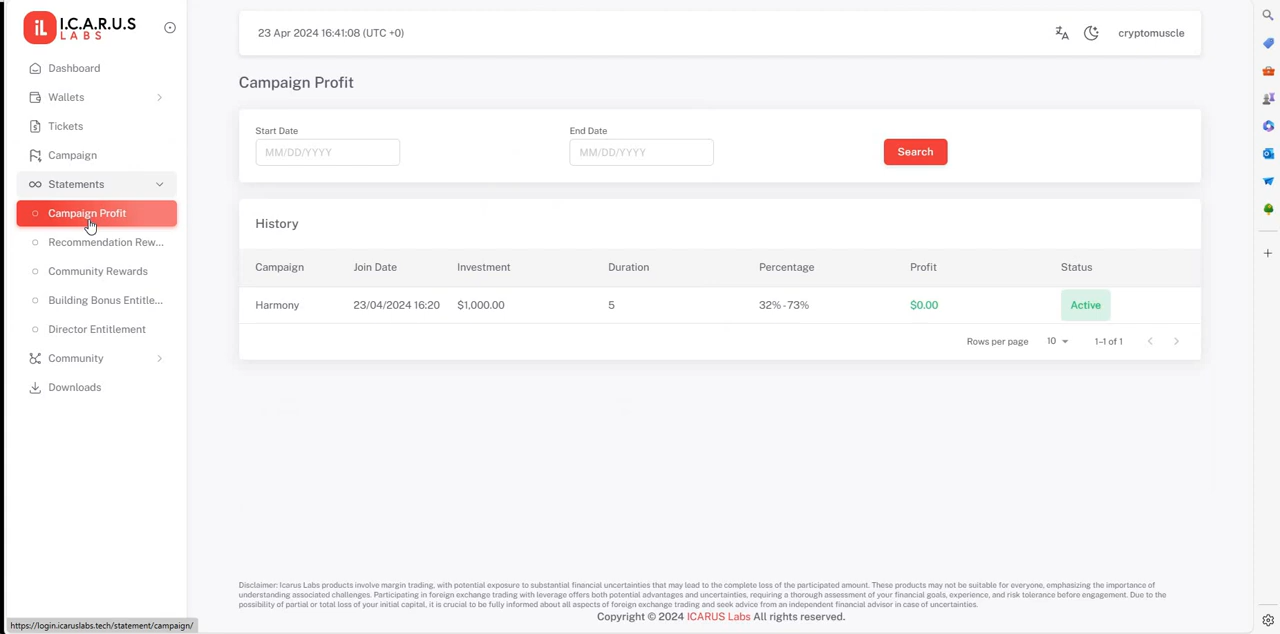 iL I.C.A.R.U.S
LABS
Dashboard
Wallets
Tickets
Campaign
Statements
Campaign Profit
Recommendation Rew...
Community Rewards
Building Bonus Entitle...
Director Entitlement
Community
Downloads
https://login.icaruslabs.tech/statement/campaign/
23 Apr 2024 16:41:08 (UTC +0)
cryptomuscle
Campaign Profit
Start Date End Date
MM/DD/YYYY MM/DD/YYYY Search
History
Campaign Join Date Investment Duration Percentage Profit Status
Harmony 23/04/2024 16:20 $1,000.00 5 32% - 73% $0.00 Active
Rows per page 10 1–1 of 1
Disclaimer: Icarus Labs products involve margin trading, with potential exposure to substantial financial uncertainties that may lead to the complete loss of the participated amount. These products may not be suitable for everyone, emphasizing the importance of
understanding associated challenges. Participating in foreign exchange trading with leverage offers both potential advantages and uncertainties, requiring a thorough assessment of your financial goals, experience, and risk tolerance before engagement. Due to the
possibility of partial or total loss of your initial capital, it is crucial to be fully informed about all aspects of foreign exchange trading and seek advice from an independent financial advisor in case of uncertainties.
Copyright © 2024 ICARUS Labs All rights reserved.